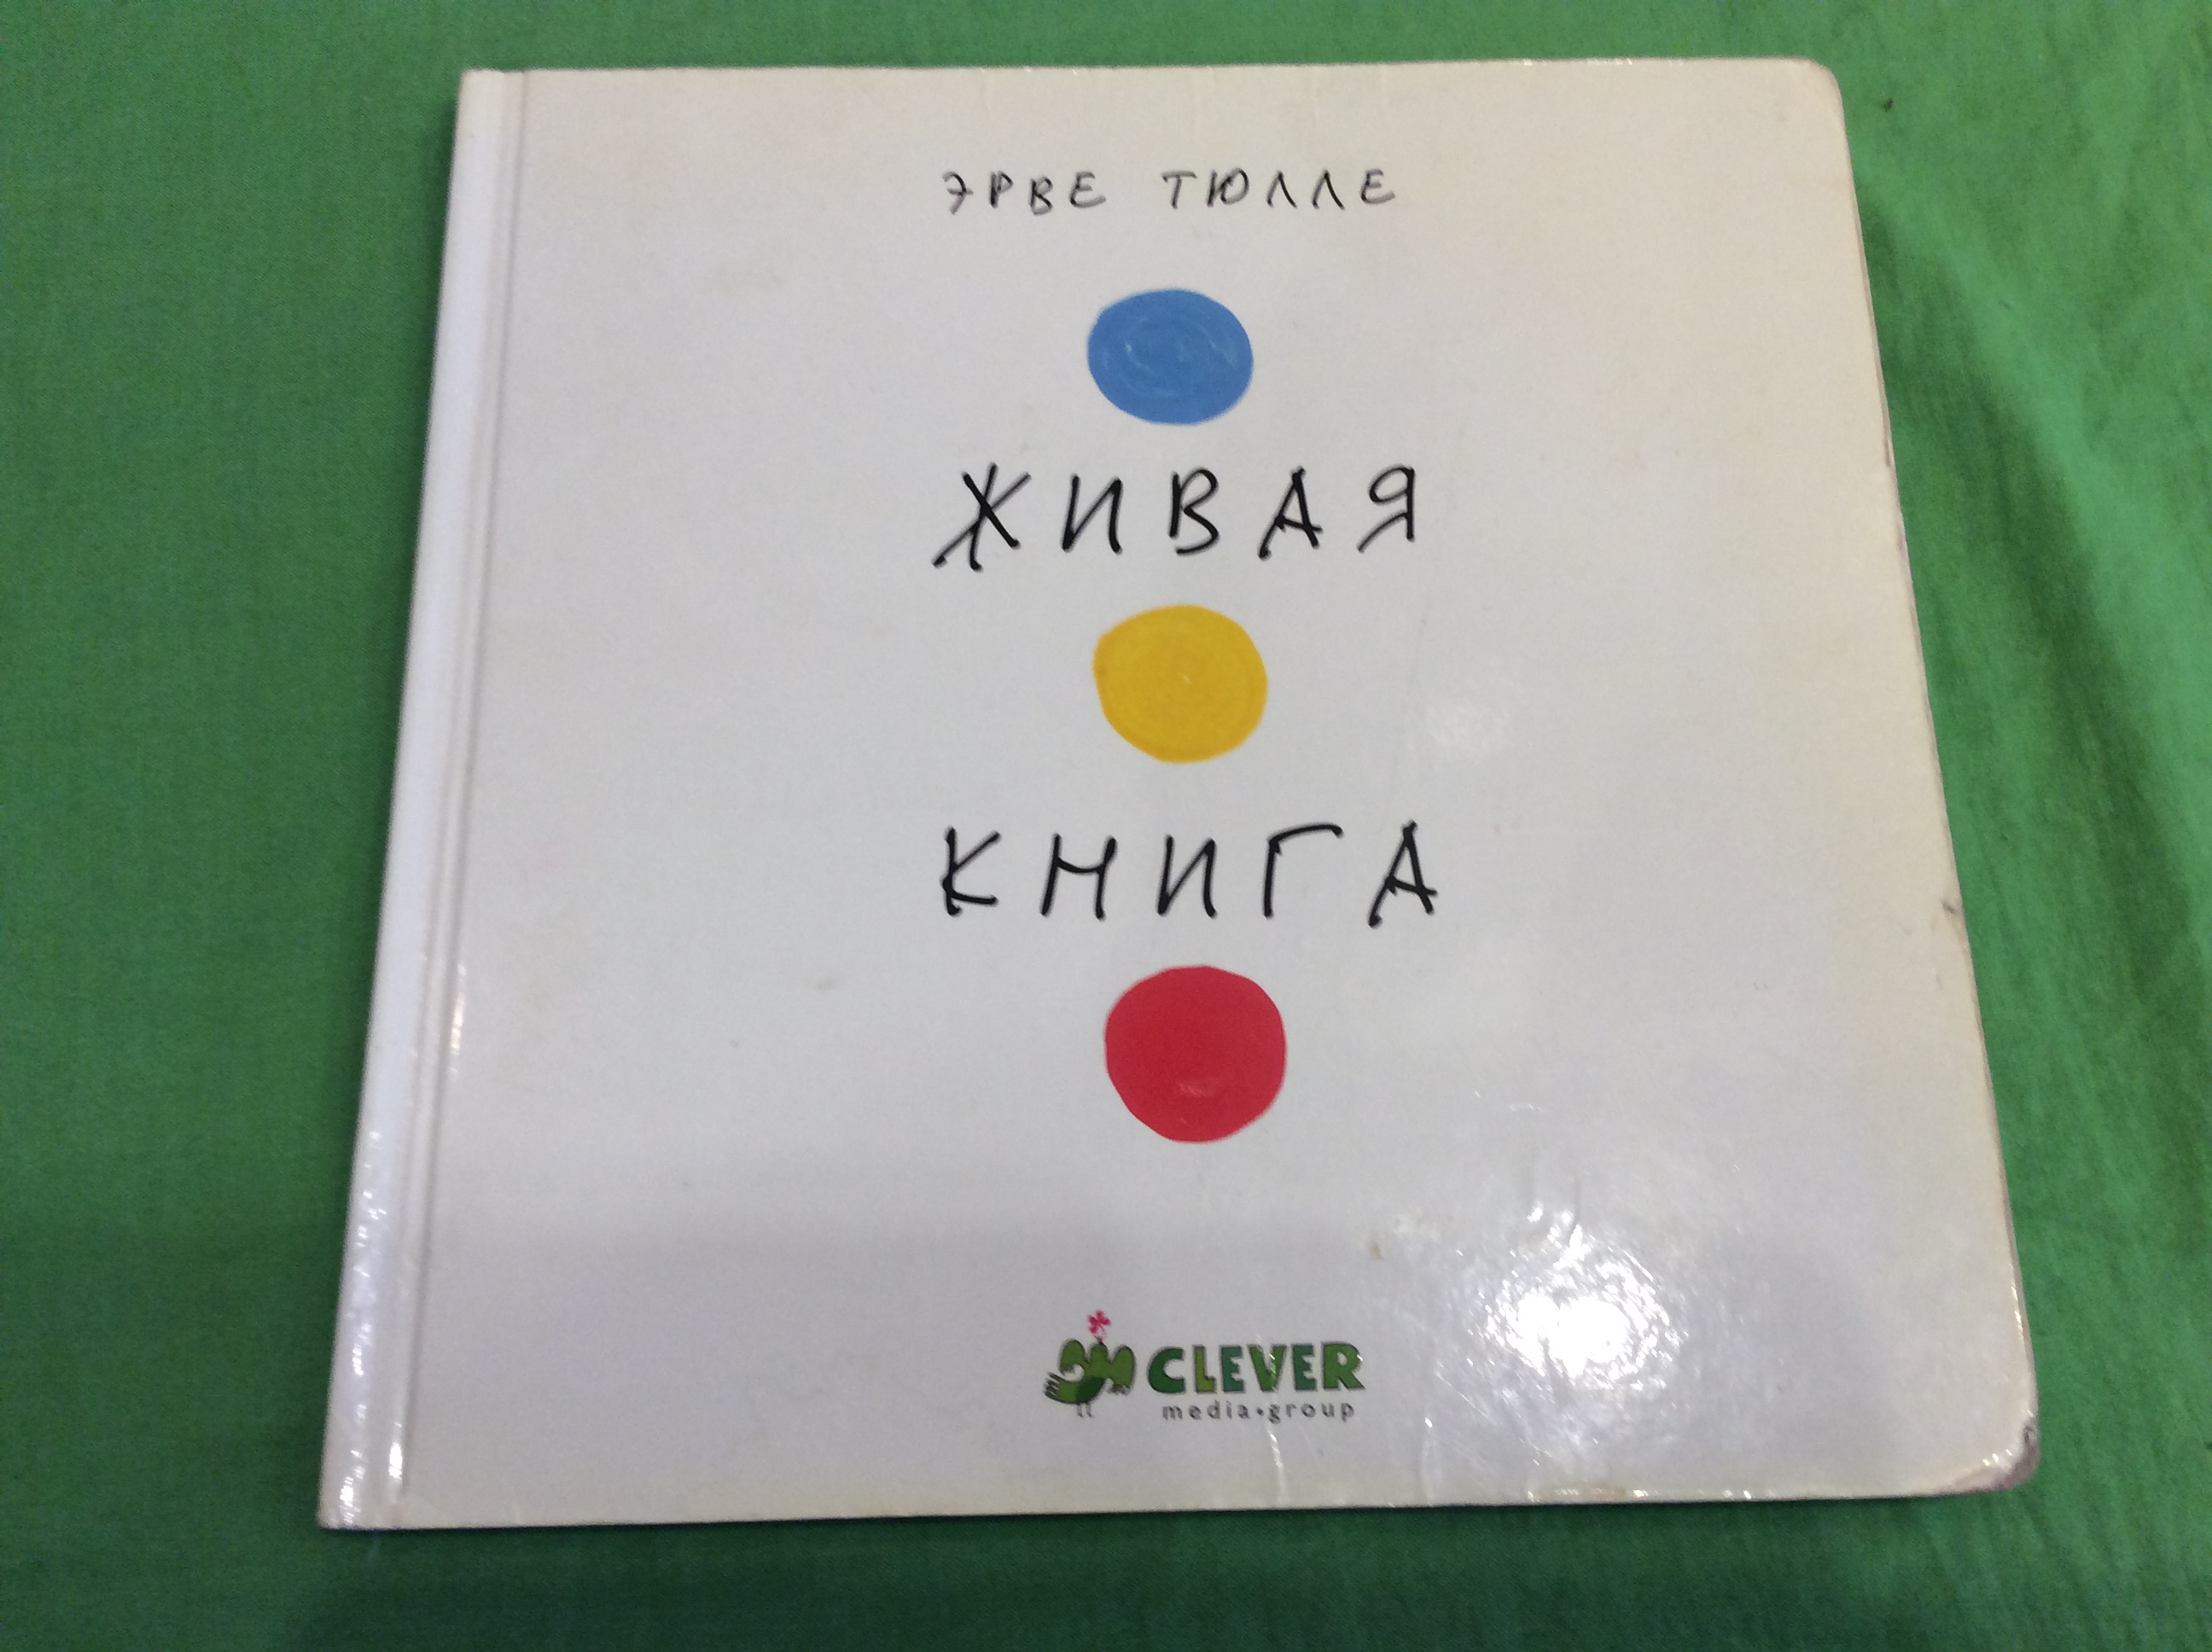 ЭРВЕ ТЮЛЛЕ
ЖИВАЯ
КНИГА
CLEVER
media•group